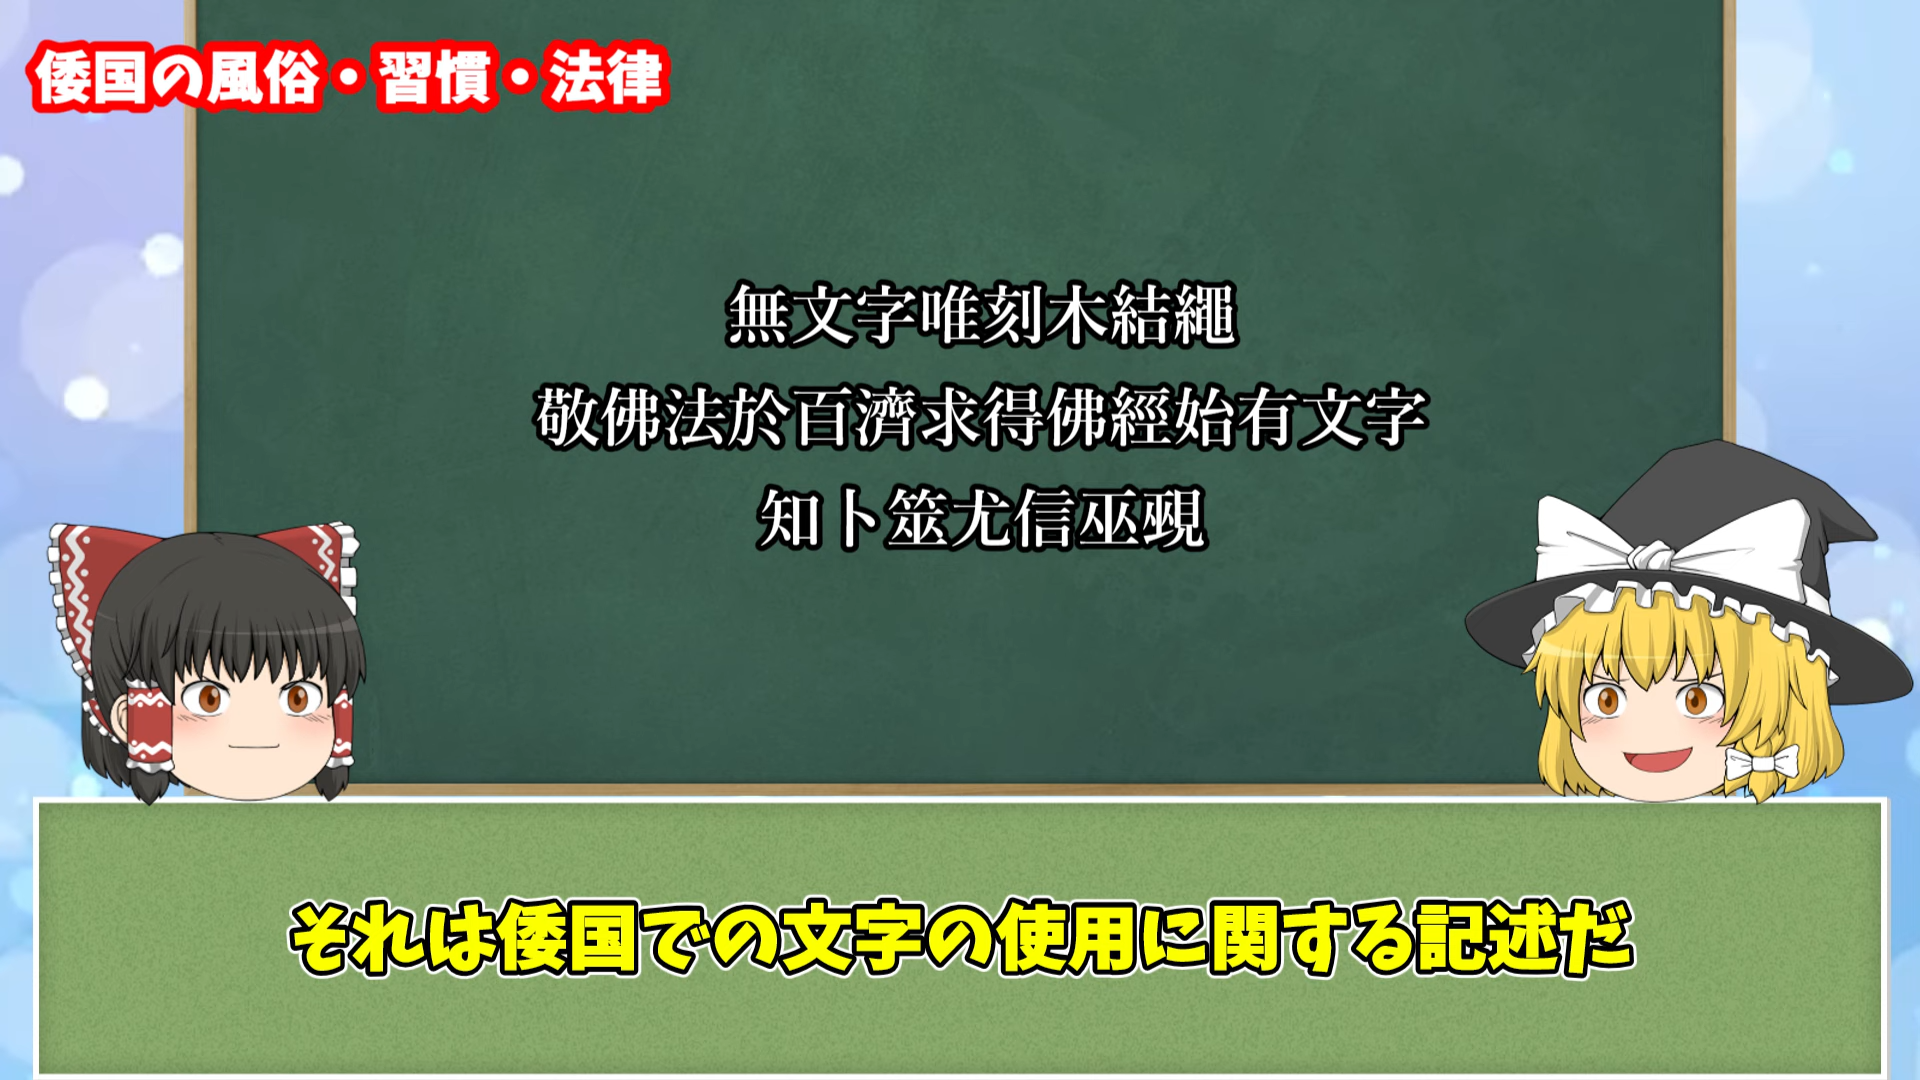 倭国の風俗・習慣・法律
無文字唯刻木結繩
敬佛法於百濟求得佛經始有文字
知卜筮尤信巫覡
それは倭国での文字の使用に関する記述だ